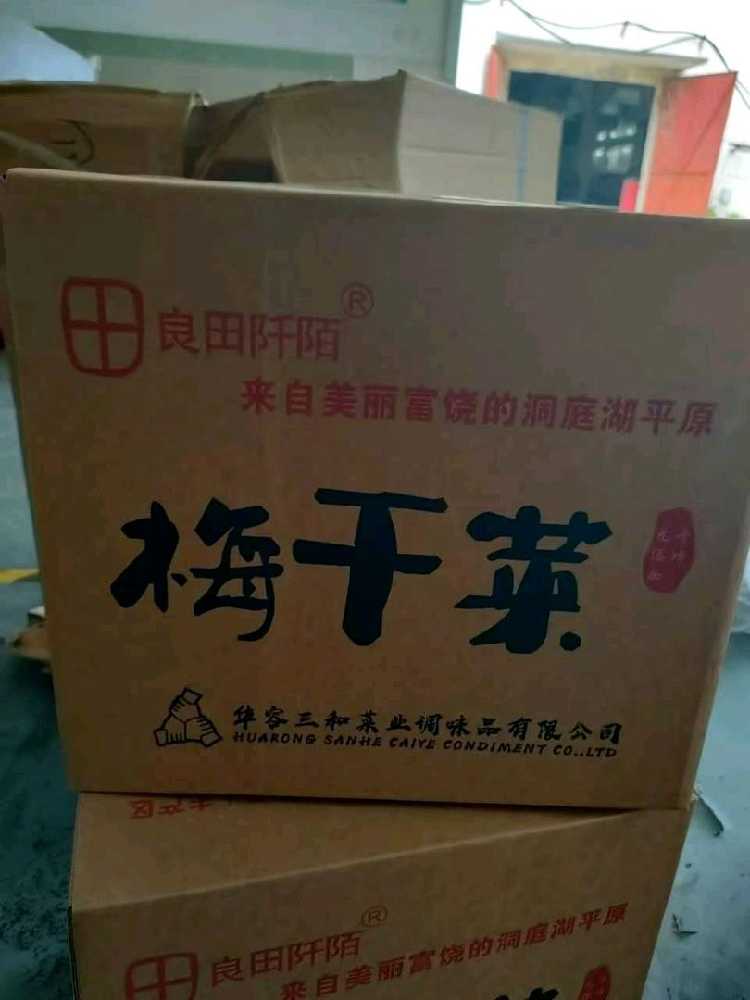 良田阡陌®
来自美丽富饶的洞庭湖平原
梅干菜
华容三和菜业调味品有限公司
HUARONG SANHE CAIYE CONDIMENT CO.,LTD
良田阡陌®
来自美丽富饶的洞庭湖平原